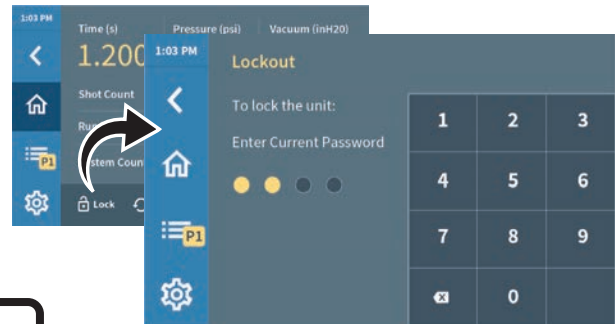 1:03 PM
Time (s)
Pressure (psi)
Vacuum (inH20)
1.200
Shot Count
Lock
P1
1:03 PM
Lockout
To lock the unit:
Enter Current Password
P1
1
2
3
4
5
6
7
8
9
0